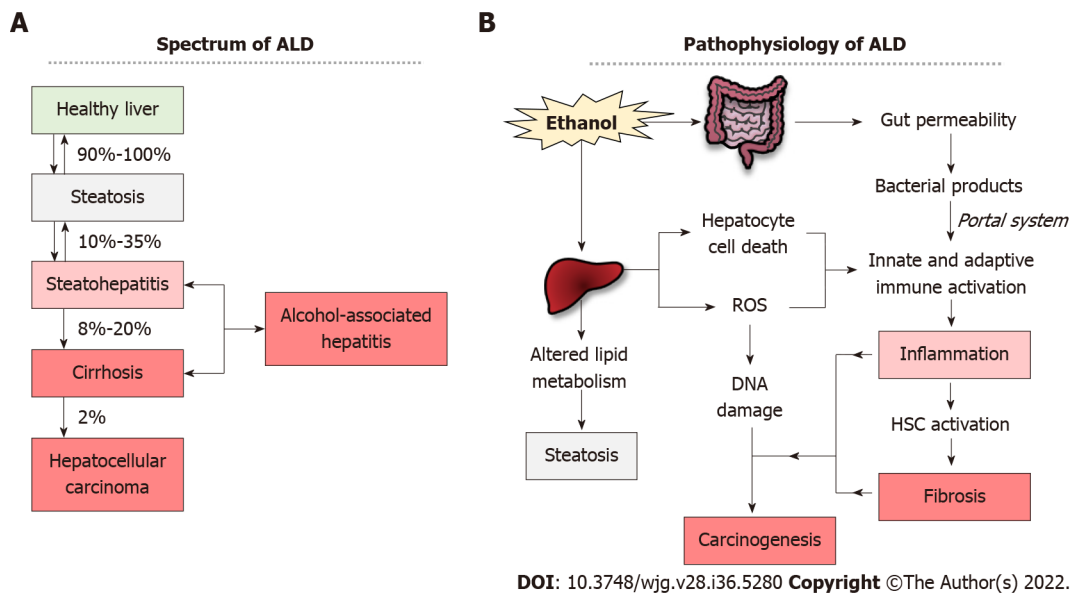 A
Spectrum of ALD
Healthy liver
90%-100%
Steatosis
10%-35%
Steatohepatitis
8%-20%
Alcohol-associated
hepatitis
Cirrhosis
2%
Hepatocellular
carcinoma
B
Pathophysiology of ALD
Ethanol
Gut permeability
Bacterial products
Portal system
Hepatocyte
cell death
Innate and adaptive
immune activation
ROS
Altered lipid
metabolism
Inflammation
DNA
damage
HSC activation
Steatosis
Fibrosis
Carcinogenesis
DOI: 10.3748/wjg.v28.i36.5280 Copyright ©The Author(s) 2022.